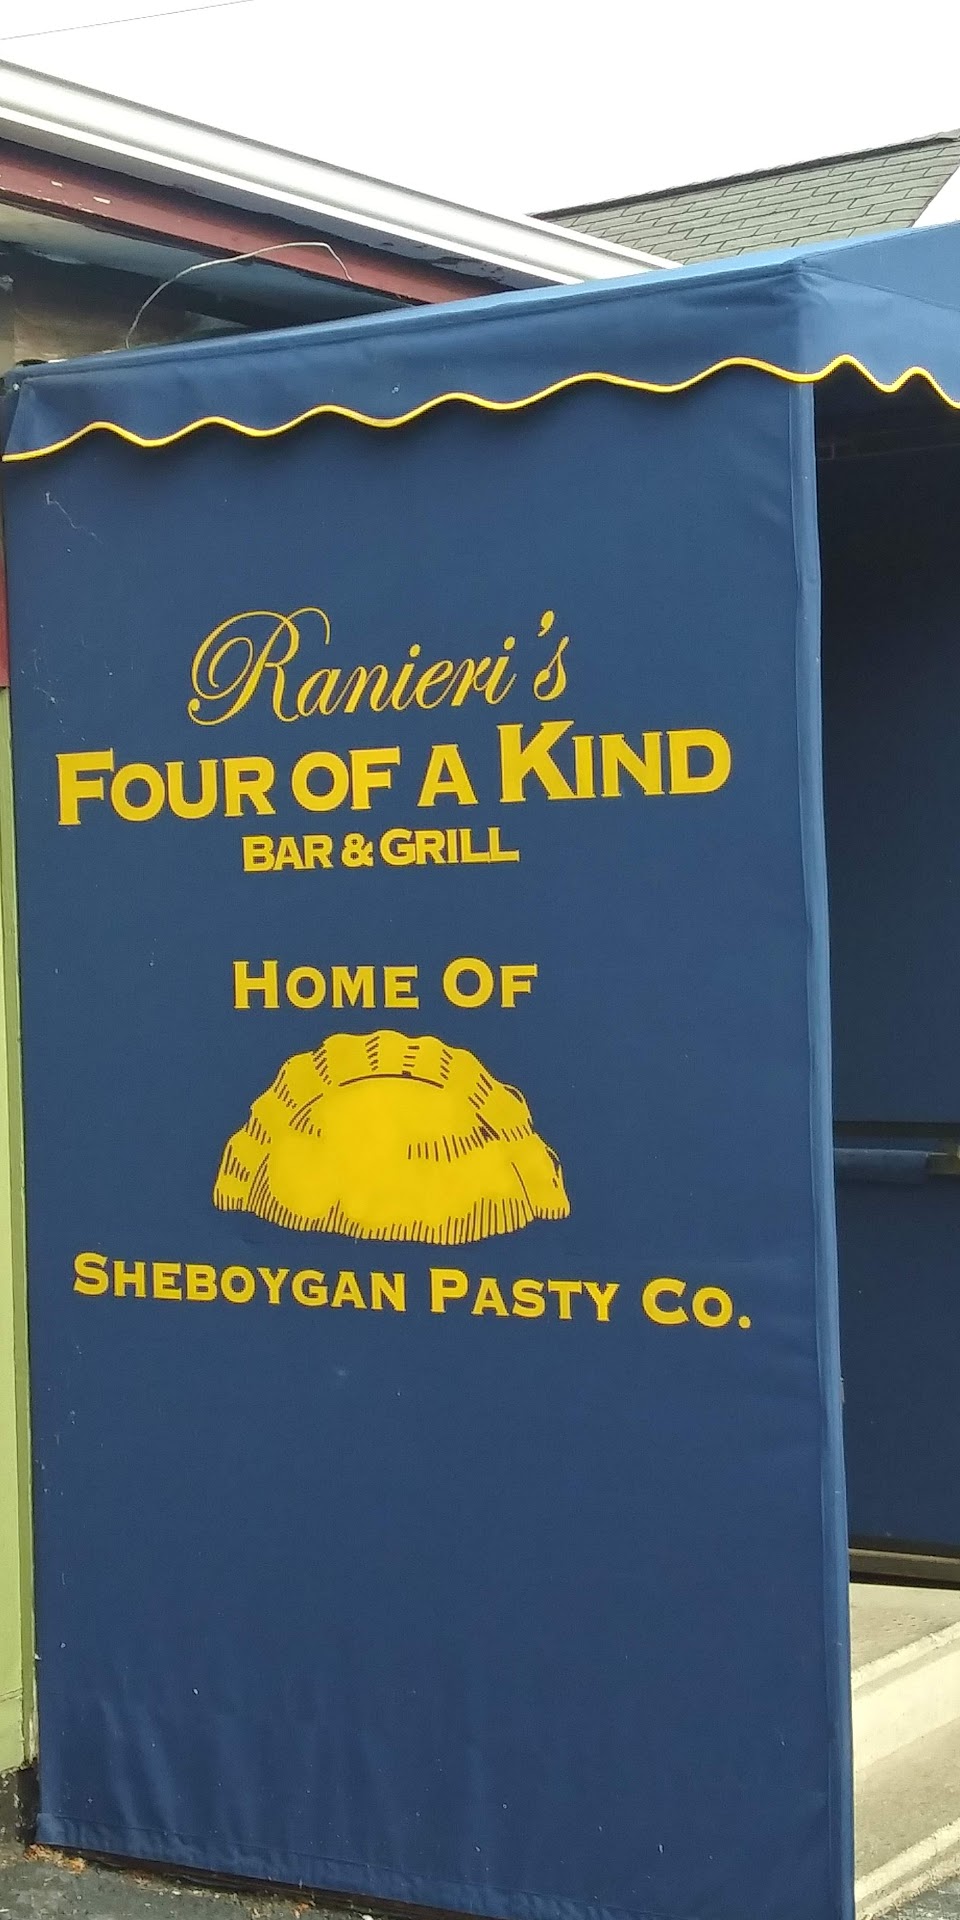 Ranieri's
FOUR OF A KIND
BAR & GRILL
HOME OF
SHEBOYGAN PASTY CO.